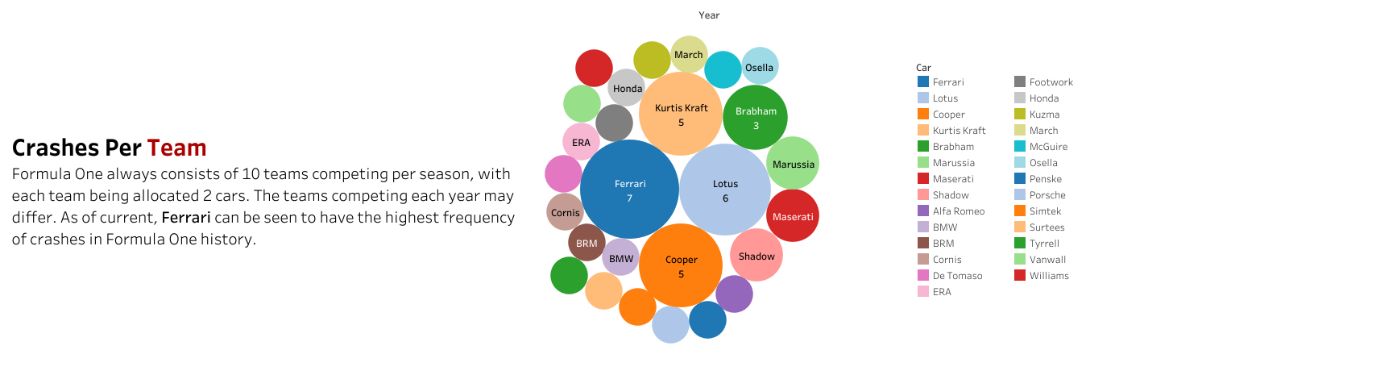 Year
Crashes Per Team
Formula One always consists of 10 teams competing per season, with
each team being allocated 2 cars. The teams competing each year may
differ. As of current, Ferrari can be seen to have the highest frequency
of crashes in Formula One history.
March
Osella
Honda
Kurtis Kraft
5
Brabham
3
ERA
Marussia
Ferrari
7
Lotus
6
Cornis
Maserati
BRM
BMW
Cooper
5
Shadow
Car
Ferrari
Lotus
Cooper
Kurtis Kraft
Brabham
Marussia
Maserati
Shadow
Alfa Romeo
BMW
BRM
Cornis
De Tomaso
ERA
Footwork
Honda
Kuzma
March
McGuire
Osella
Penske
Porsche
Simtek
Surtees
Tyrrell
Vanwall
Williams